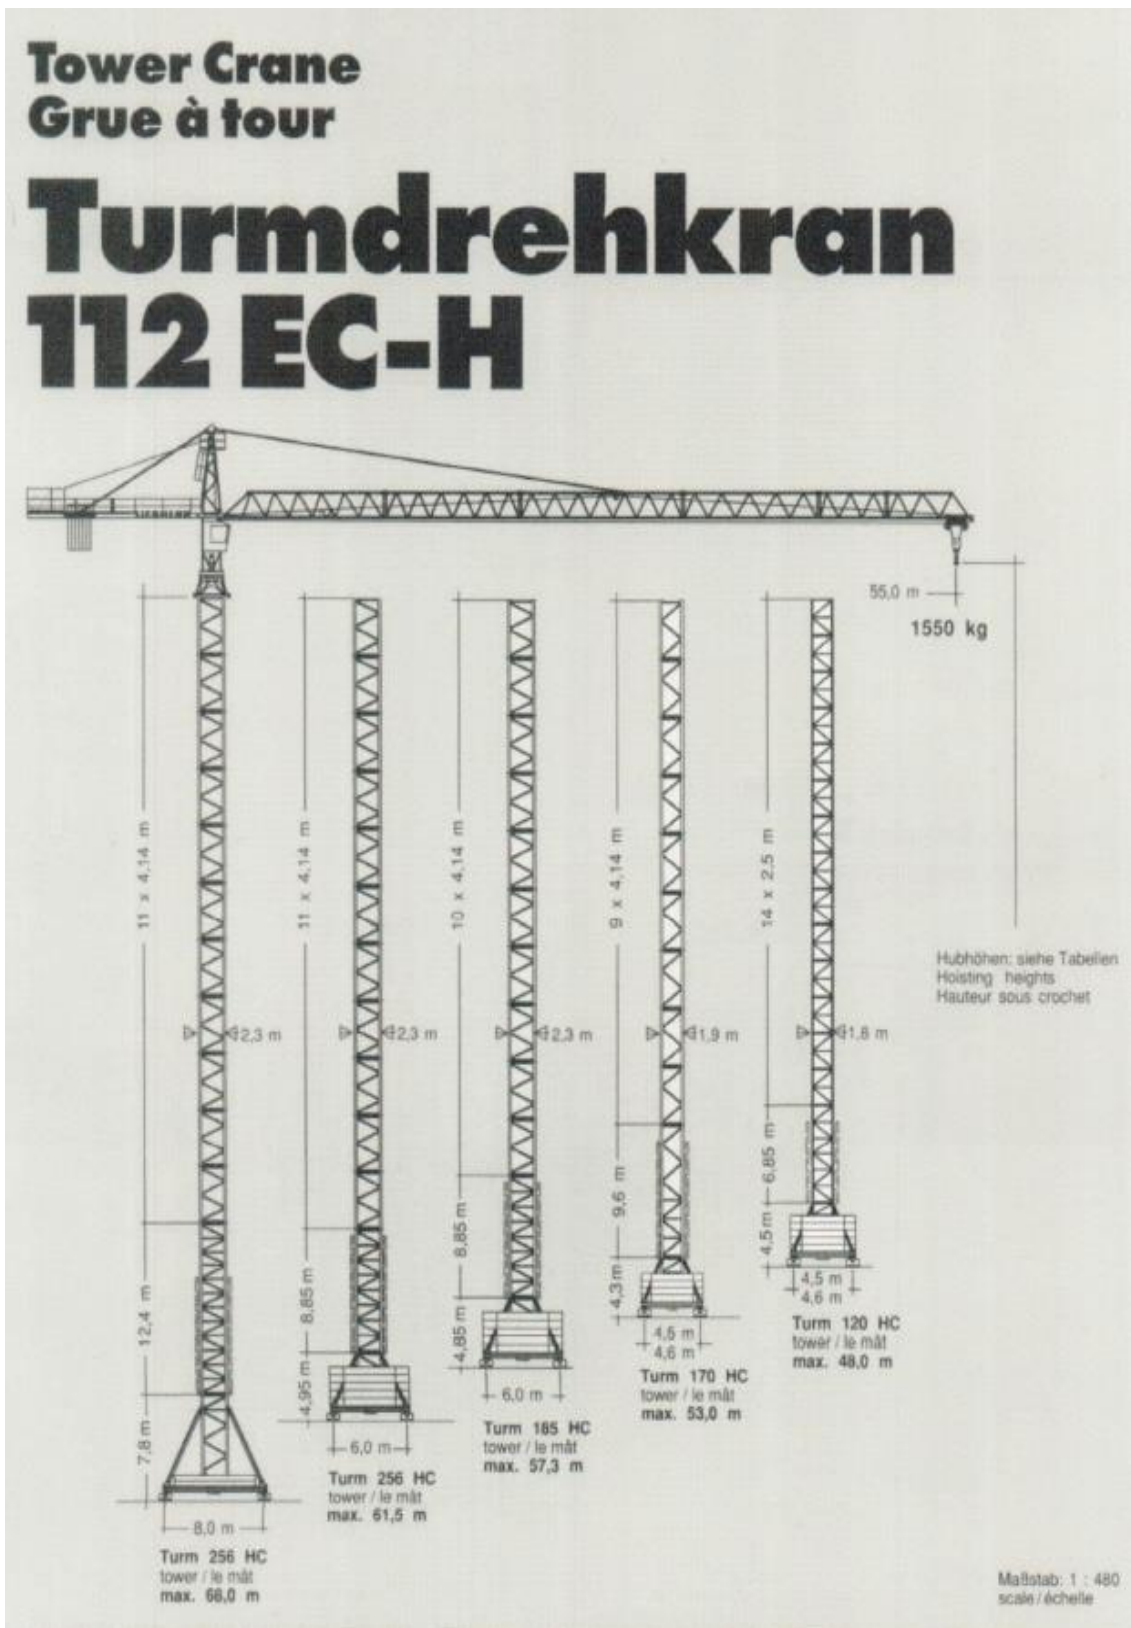 Tower Crane
Grue à tour
Turmdrehkran
112 EC-H
LIEBHERR
55,0 m
1550 kg
11 x 4,14 m
11 x 4,14 m
10 x 4,14 m
9 x 4,14 m
14 x 2,5 m
Hubhöhen: siehe Tabellen
Hoisting heights
Hauteur sous crochet
2,3 m
2,3 m
2,3 m
1,9 m
1,6 m
12,4 m
8,85 m
8,85 m
9,6 m
6,85 m
7,8 m
4,95 m
4,85 m
4,3 m
4,5 m
4,5 m
4,6 m
Turm 120 HC
tower / le mât
max. 48,0 m
4,5 m
4,6 m
Turm 170 HC
tower / le mât
max. 53,0 m
6,0 m
Turm 185 HC
tower / le mât
max. 57,3 m
6,0 m
Turm 256 HC
tower / le mât
max. 61,5 m
8,0 m
Turm 256 HC
tower / le mât
max. 66,0 m
Maßstab: 1 : 480
scale / échelle